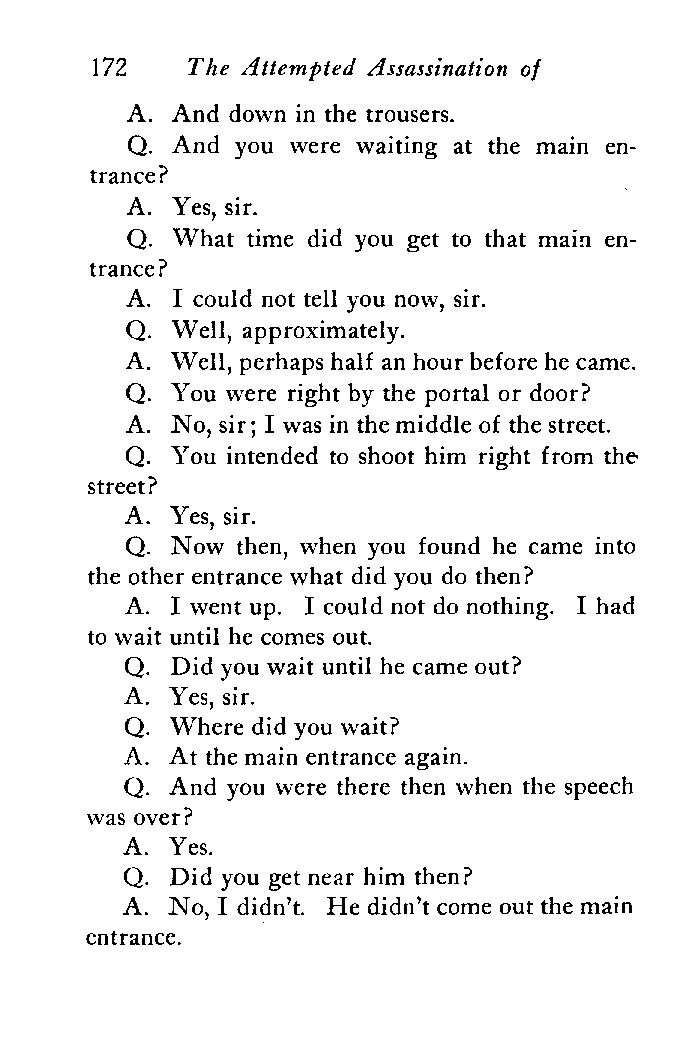 172 The Attempted Assassination of
A. And down in the trousers.
Q. And you were waiting at the main en-
trance?
A. Yes, sir.
Q. What time did you get to that main en-
trance?
A. I could not tell you now, sir.
Q. Well, approximately.
A. Well, perhaps half an hour before he came.
Q. You were right by the portal or door?
A. No, sir; I was in the middle of the street.
Q. You intended to shoot him right from the
street?
A. Yes, sir.
Q. Now then, when you found he came into
the other entrance what did you do then?
A. I went up. I could not do nothing. I had
to wait until he comes out.
Q. Did you wait until he came out?
A. Yes, sir.
Q. Where did you wait?
A. At the main entrance again.
Q. And you were there then when the speech
was over?
A. Yes.
Q. Did you get near him then?
A. No, I didn't. He didn't come out the main
entrance.